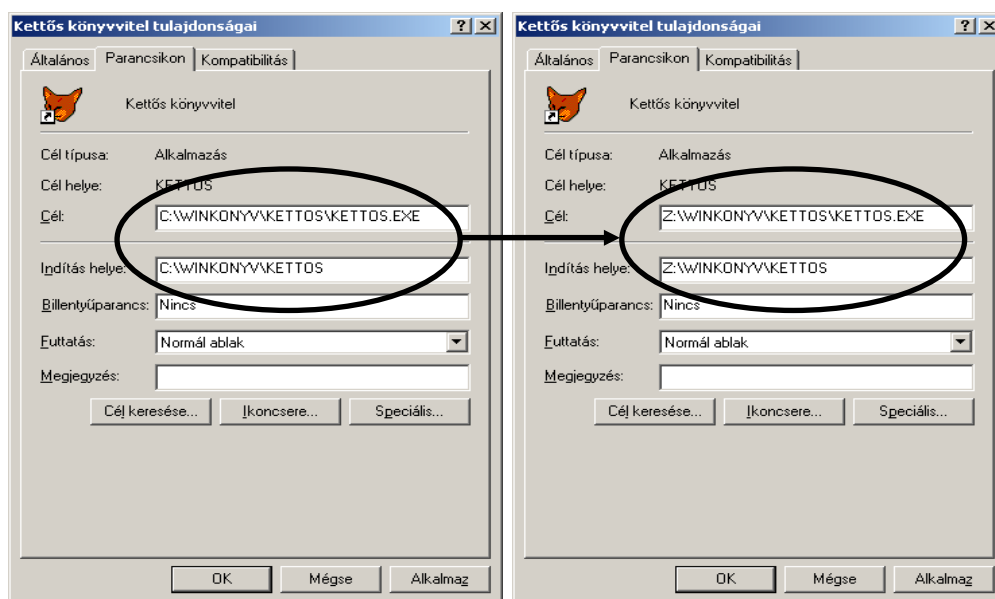 Kettős könyvvitel tulajdonságai
Általános Parancsikon Kompatibilitás
Kettős könyvvitel
Cél típusa: Alkalmazás
Cél helye: KETTOS
Cél: C:\WINKONYV\KETTOS\KETTOS.EXE
Indítás helye: C:\WINKONYV\KETTOS
Billentyűparancs: Nincs
Futtatás: Normál ablak
Megjegyzés:
Cél keresése... Ikoncsere... Speciális...
OK Mégse Alkalmaz
Kettős könyvvitel tulajdonságai
Általános Parancsikon Kompatibilitás
Kettős könyvvitel
Cél típusa: Alkalmazás
Cél helye: KETTOS
Cél: Z:\WINKONYV\KETTOS\KETTOS.EXE
Indítás helye: Z:\WINKONYV\KETTOS
Billentyűparancs: Nincs
Futtatás: Normál ablak
Megjegyzés:
Cél keresése... Ikoncsere... Speciális...
OK Mégse Alkalmaz